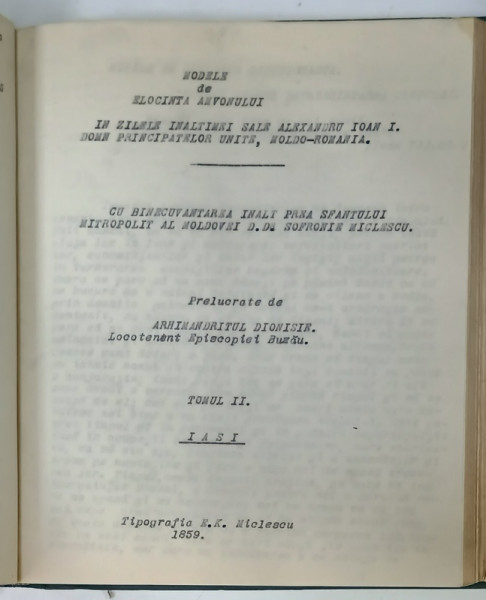 MODELE
de
ELOCINTA AMVONULUI
IN ZILELE INALTIMEI SALE ALEXANDRU IOAN I.
DOMN PRINCIPATELOR UNITE, MOLDO-ROMANIA.
CU BINECUVANTAREA INALT PREA SFANTULUI
MITROPOLIT AL MOLDOVEI D.D. SOFRONIE MICLESCU.
Prelucrate de
ARHIMANDRITUL DIONISIE.
Locotenent Episcopiei Buzău.
TOMUL II.
IASI
Tipografia E.K. Miclescu
1859.